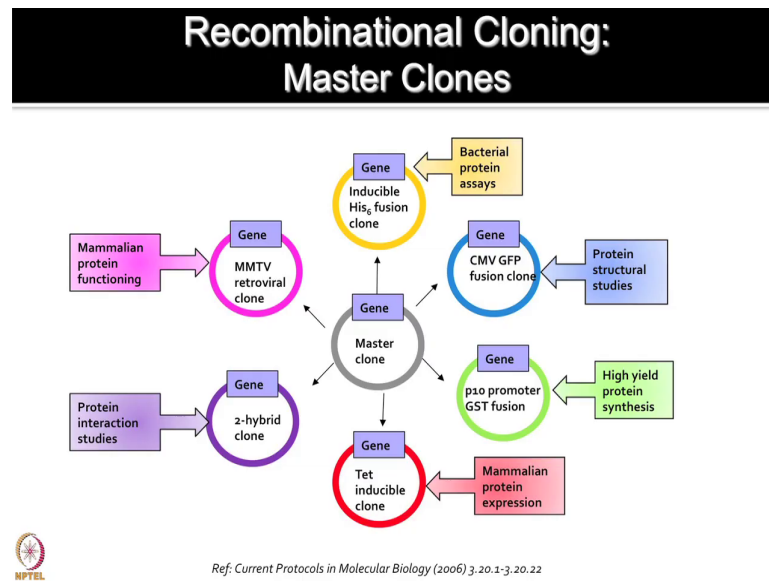 Recombinational Cloning:
Master Clones
Gene
Inducible
His₆ fusion
clone
Bacterial
protein
assays
Mammalian
protein
functioning
Gene
MMTV
retroviral
clone
Gene
CMV GFP
fusion clone
Protein
structural
studies
Gene
Master
clone
Protein
interaction
studies
Gene
2-hybrid
clone
Gene
p10 promoter
GST fusion
High yield
protein
synthesis
Gene
Tet
inducible
clone
Mammalian
protein
expression
NPTEL
Ref: Current Protocols in Molecular Biology (2006) 3.20.1-3.20.22